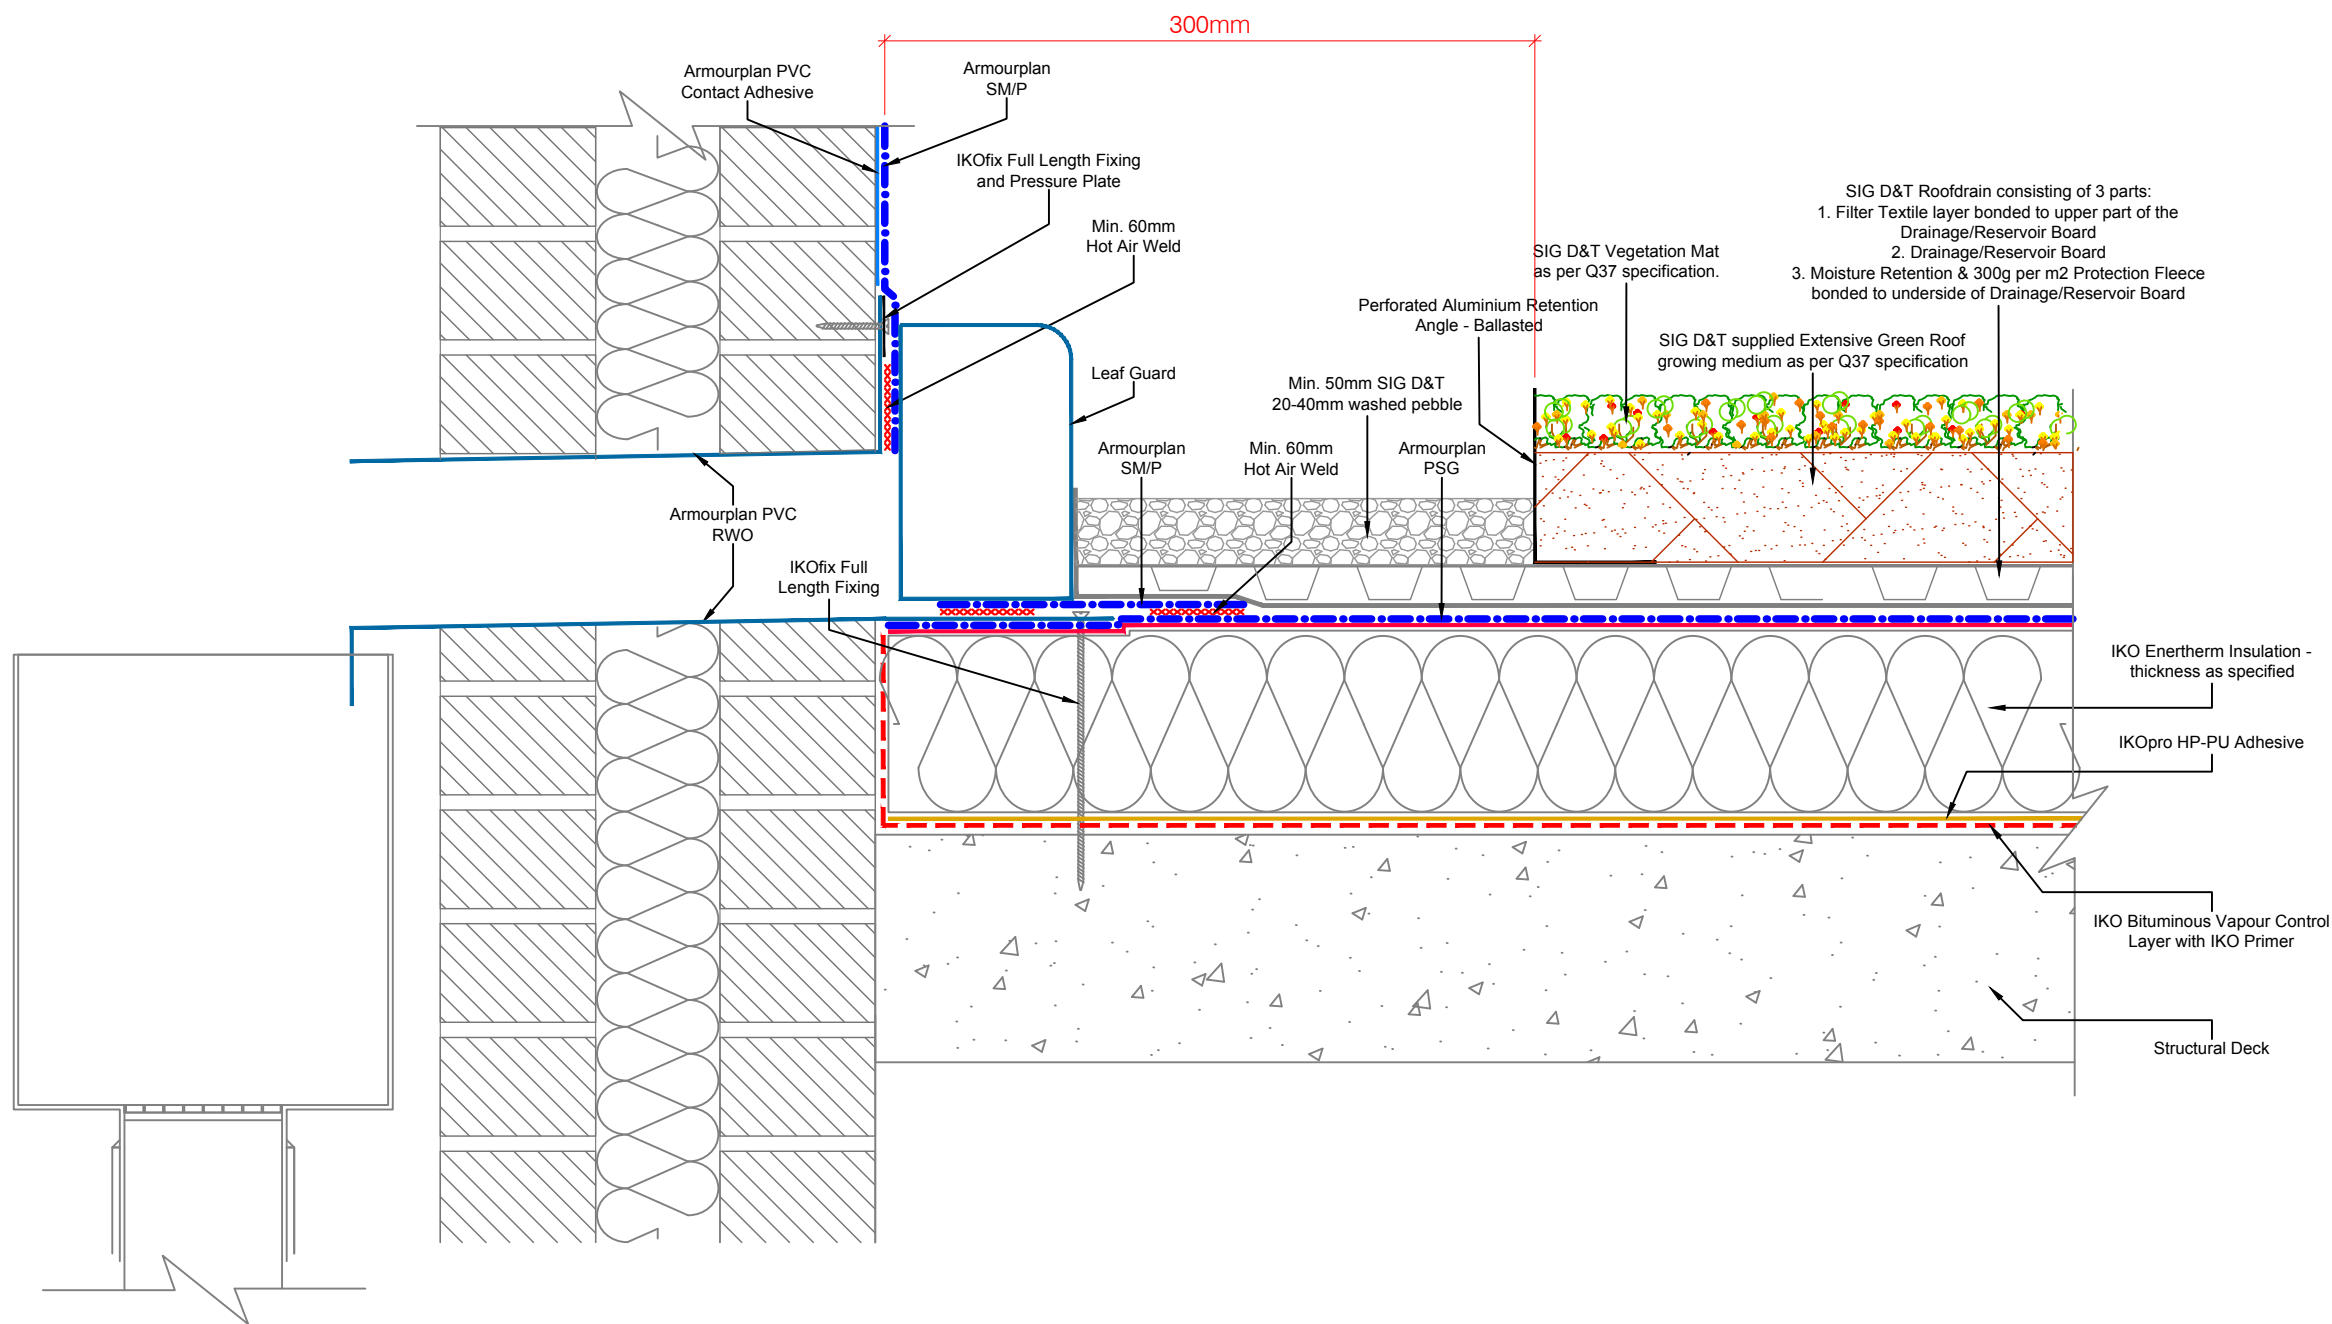 300mm
Armourplan PVC
Contact Adhesive
Armourplan
SM/P
IKOfix Full Length Fixing
and Pressure Plate
Min. 60mm
Hot Air Weld
SIG D&T Roofdrain consisting of 3 parts:
1. Filter Textile layer bonded to upper part of the
Drainage/Reservoir Board
2. Drainage/Reservoir Board
3. Moisture Retention & 300g per m2 Protection Fleece
bonded to underside of Drainage/Reservoir Board
SIG D&T Vegetation Mat
as per Q37 specification.
Perforated Aluminium Retention
Angle - Ballasted
SIG D&T supplied Extensive Green Roof
growing medium as per Q37 specification
Leaf Guard
Min. 50mm SIG D&T
20-40mm washed pebble
Armourplan
SM/P
Min. 60mm
Hot Air Weld
Armourplan
PSG
Armourplan PVC
RWO
IKOfix Full
Length Fixing
IKO Enertherm Insulation -
thickness as specified
IKOpro HP-PU Adhesive
IKO Bituminous Vapour Control
Layer with IKO Primer
Structural Deck